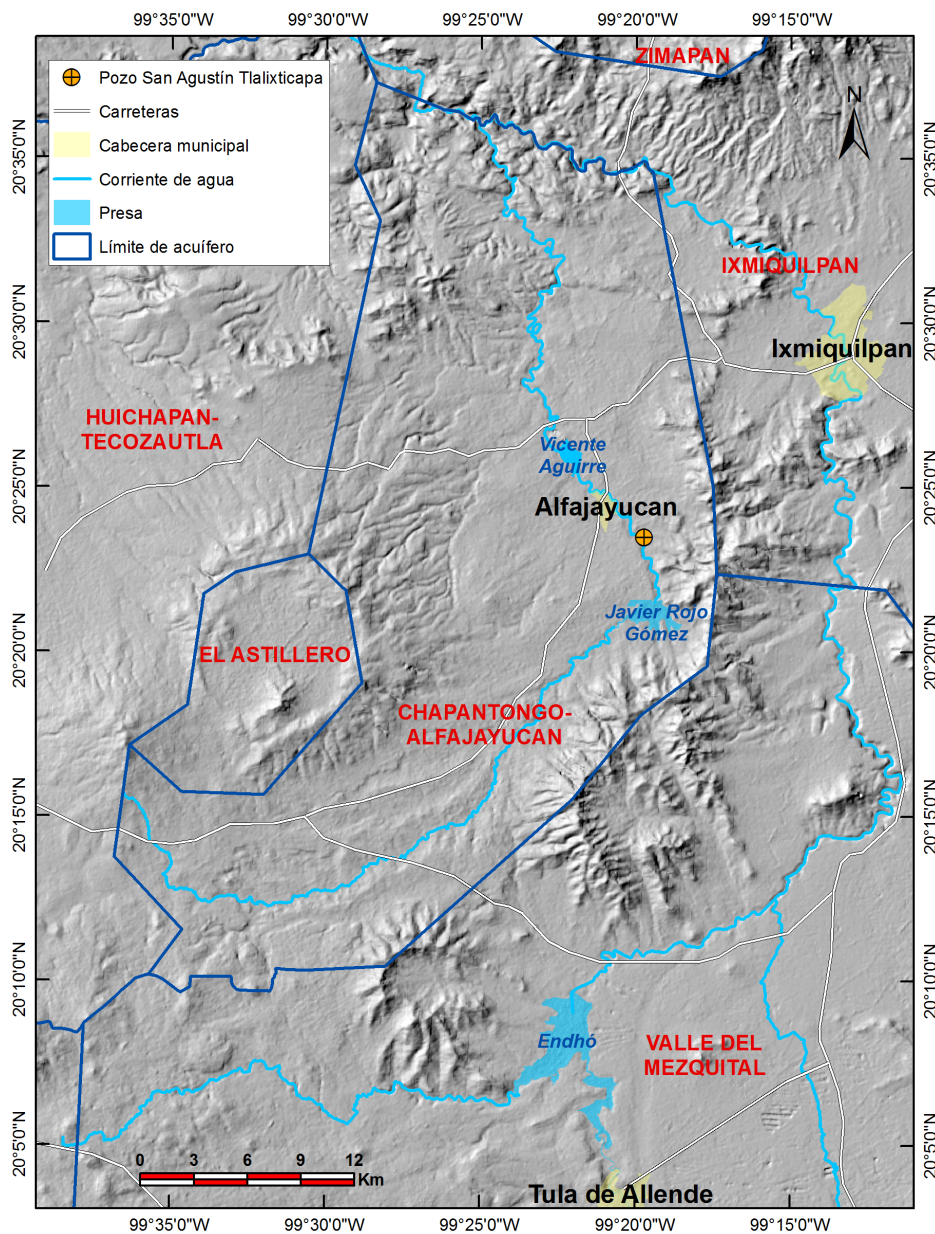 99°35'0"W
99°30'0"W
99°25'0"W
99°20'0"W
99°15'0"W
ZIMAPAN
Pozo San Agustín Tlalixticapa
Carreteras
Cabecera municipal
Corriente de agua
Presa
Límite de acuífero
N
20°35'0"N
20°35'0"N
IXMIQUILPAN
20°30'0"N
20°30'0"N
Ixmiquilpan
HUICHAPAN-
TECOZAUTLA
Vicente
Aguirre
20°25'0"N
20°25'0"N
Alfajayucan
Javier Rojo
Gómez
20°20'0"N
20°20'0"N
EL ASTILLERO
CHAPANTONGO-
ALFAJAYUCAN
20°15'0"N
20°15'0"N
20°10'0"N
20°10'0"N
Endhó
VALLE DEL
MEZQUITAL
20°5'0"N
20°5'0"N
0 3 6 9 12
Km
Tula de Allende
99°35'0"W
99°30'0"W
99°25'0"W
99°20'0"W
99°15'0"W